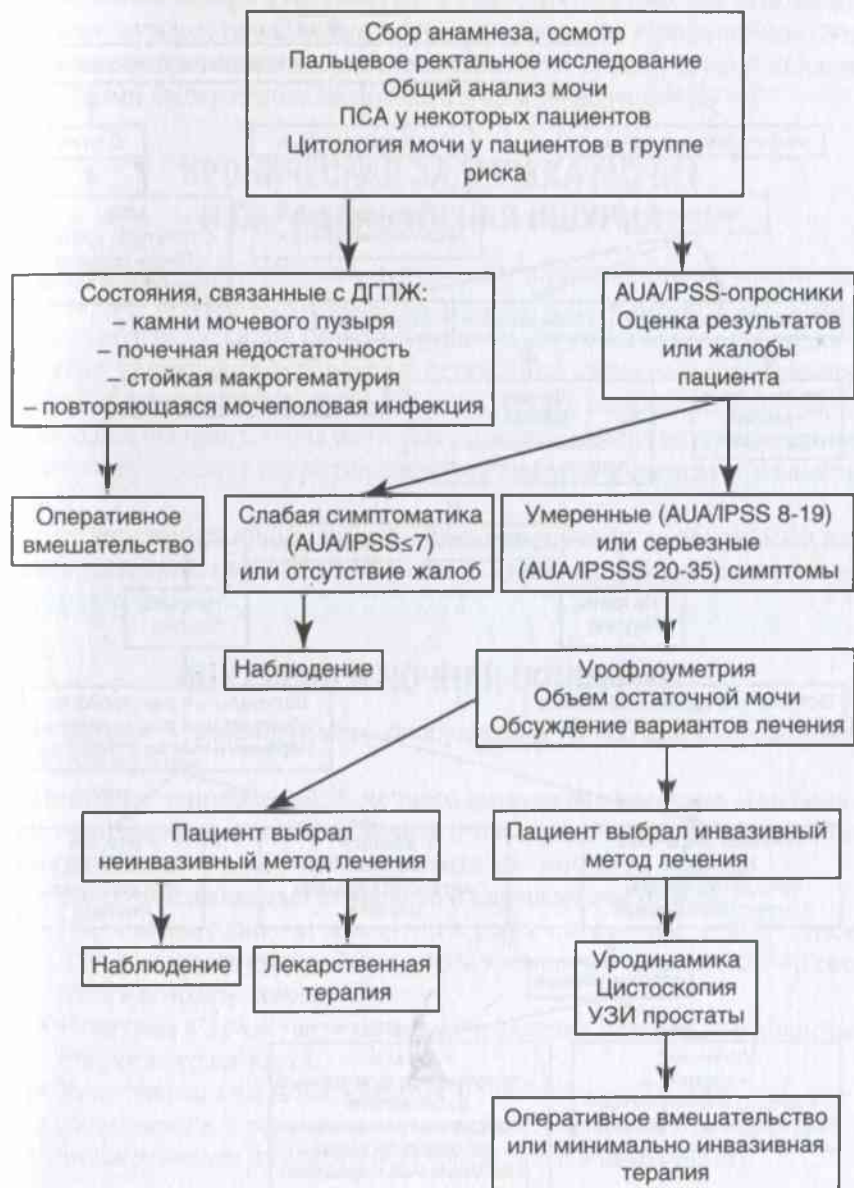 Сбор анамнеза, осмотр
Пальцевое ректальное исследование
Общий анализ мочи
ПСА у некоторых пациентов
Цитология мочи у пациентов в группе
риска
Состояния, связанные с ДГПЖ:
– камни мочевого пузыря
– почечная недостаточность
– стойкая макрогематурия
– повторяющаяся мочеполовая инфекция
AUA/IPSS-опросники
Оценка результатов
или жалобы
пациента
Оперативное
вмешательство
Слабая симптоматика
(AUA/IPSS≤7)
или отсутствие жалоб
Умеренные (AUA/IPSS 8-19)
или серьезные
(AUA/IPSSS 20-35) симптомы
Наблюдение
Урофлоуметрия
Объем остаточной мочи
Обсуждение вариантов лечения
Пациент выбрал
неинвазивный метод лечения
Пациент выбрал инвазивный
метод лечения
Наблюдение
Лекарственная
терапия
Уродинамика
Цистоскопия
УЗИ простаты
Оперативное вмешательство
или минимально инвазивная
терапия